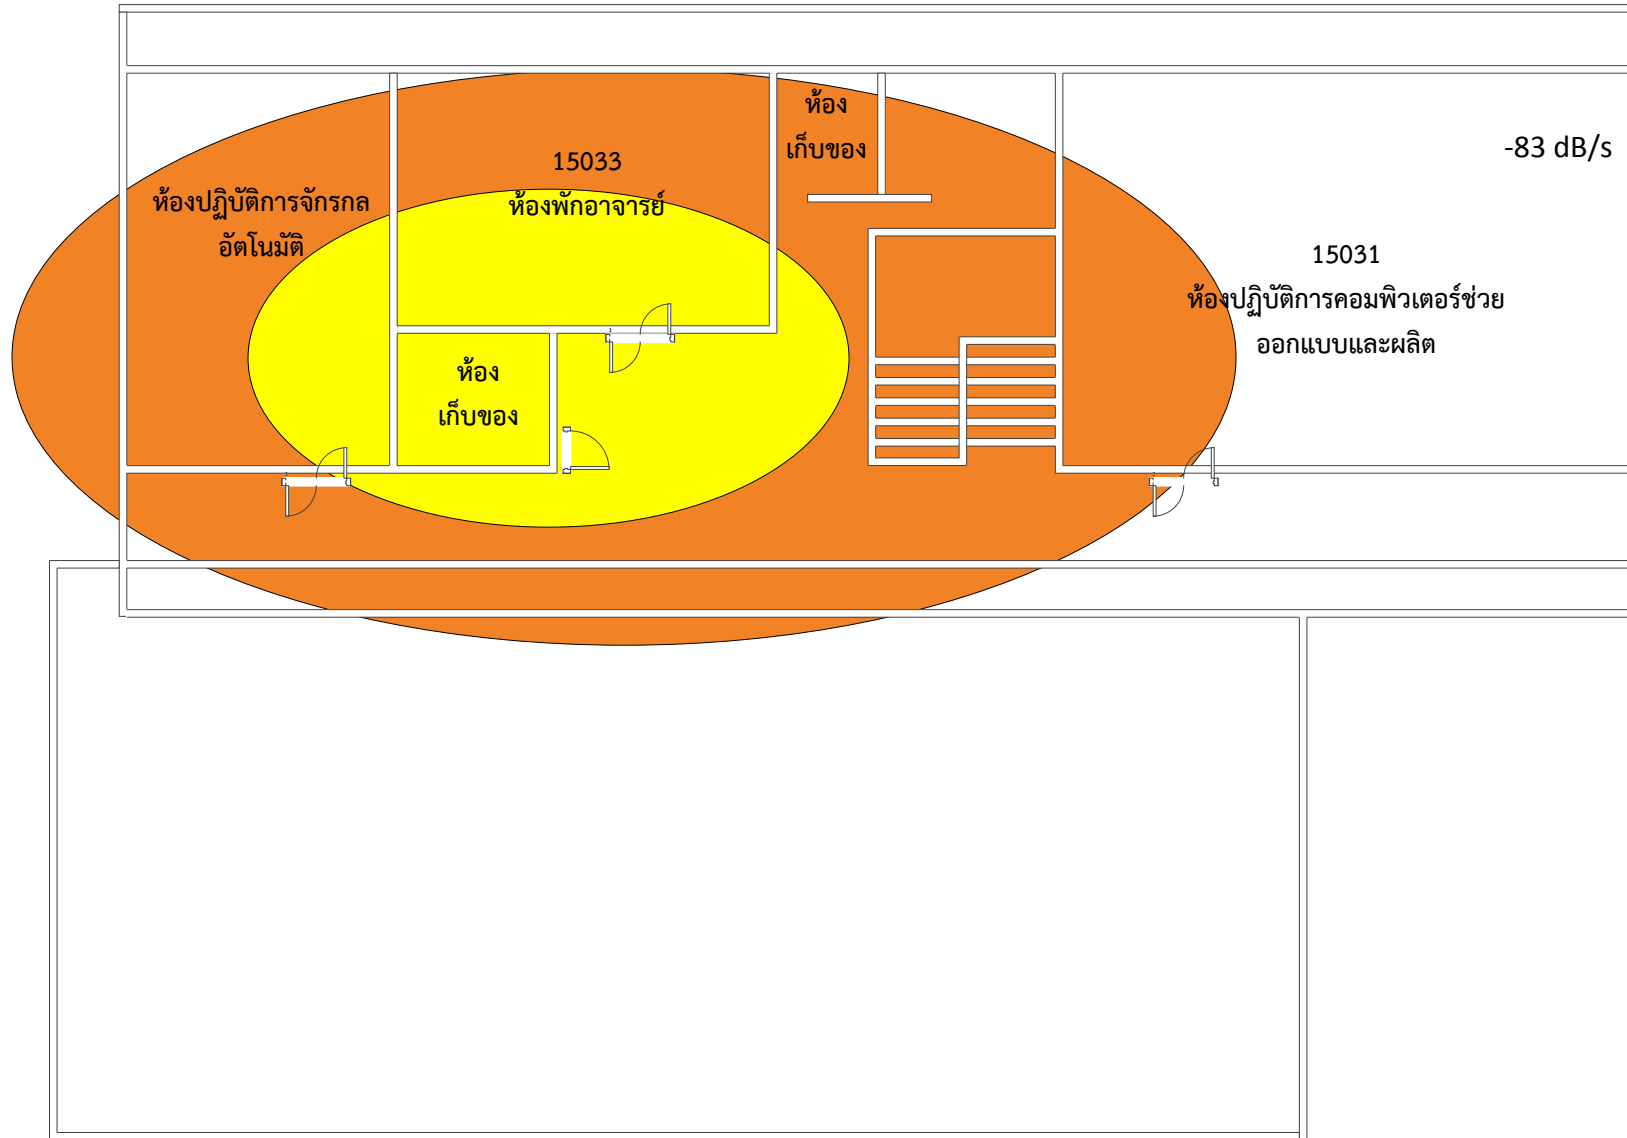 ห้อง
เก็บของ
-83 dB/s
15033
ห้องพักอาจารย์
ห้องปฏิบัติการจักรกล
อัตโนมัติ
15031
ห้องปฏิบัติการคอมพิวเตอร์ช่วย
ออกแบบและผลิต
ห้อง
เก็บของ